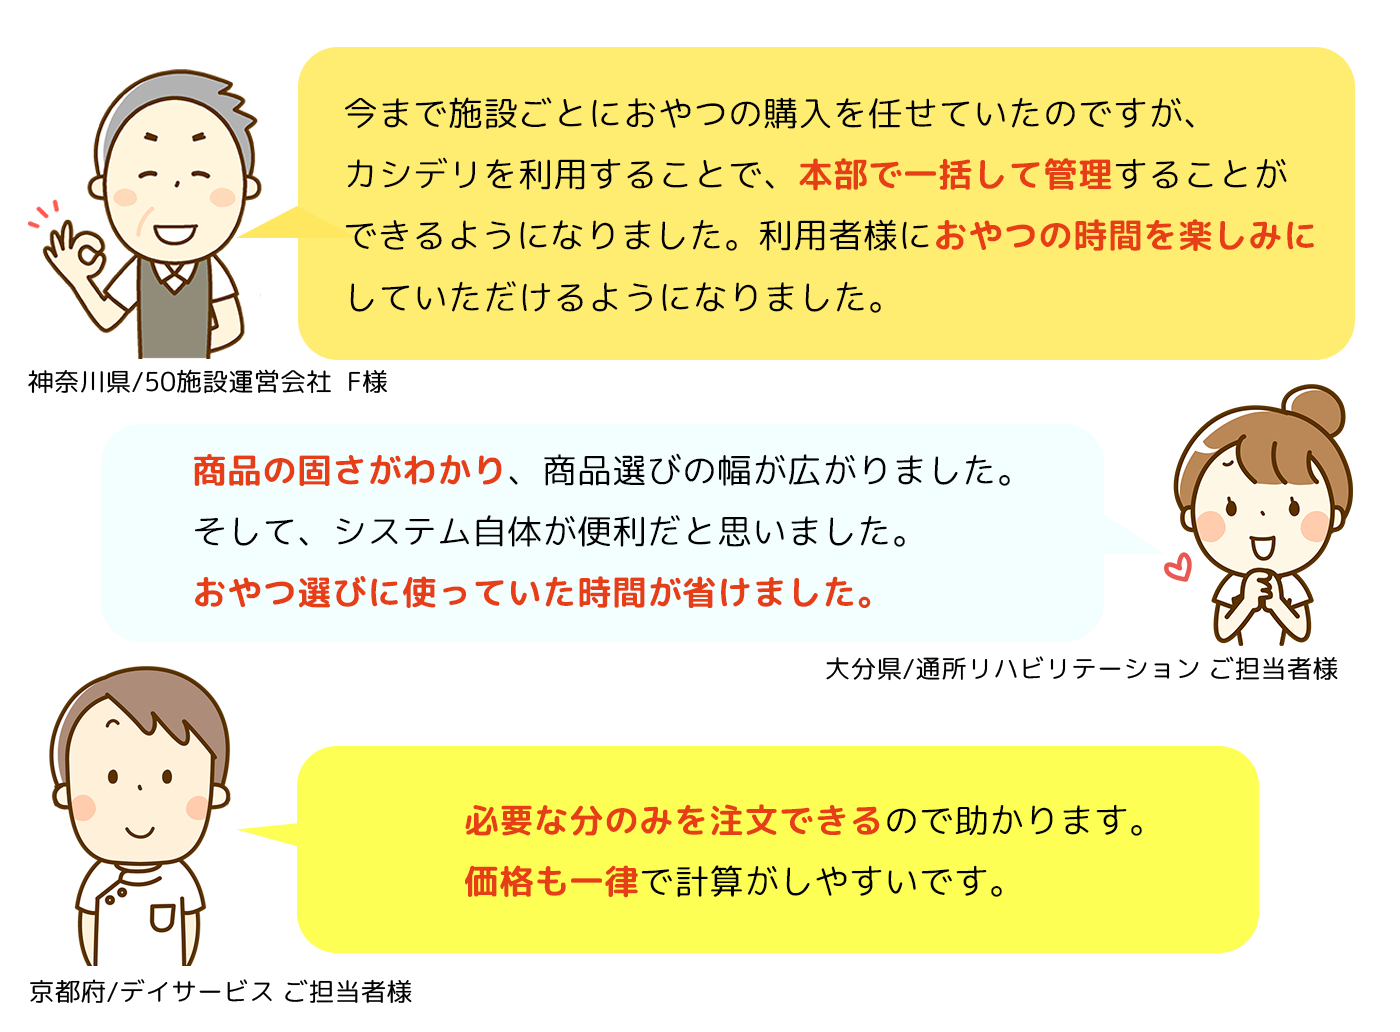 今まで施設ごとにおやつの購入を任せていたのですが、
カシデリを利用することで、本部で一括して管理することが
できるようになりました。利用者様におやつの時間を楽しみに
していただけるようになりました。
神奈川県/50施設運営会社 F様
商品の固さがわかり、商品選びの幅が広がりました。
そして、システム自体が便利だと思いました。
おやつ選びに使っていた時間が省けました。
大分県/通所リハビリテーション ご担当者様
必要な分のみを注文できるので助かります。
価格も一律で計算がしやすいです。
京都府/デイサービス ご担当者様